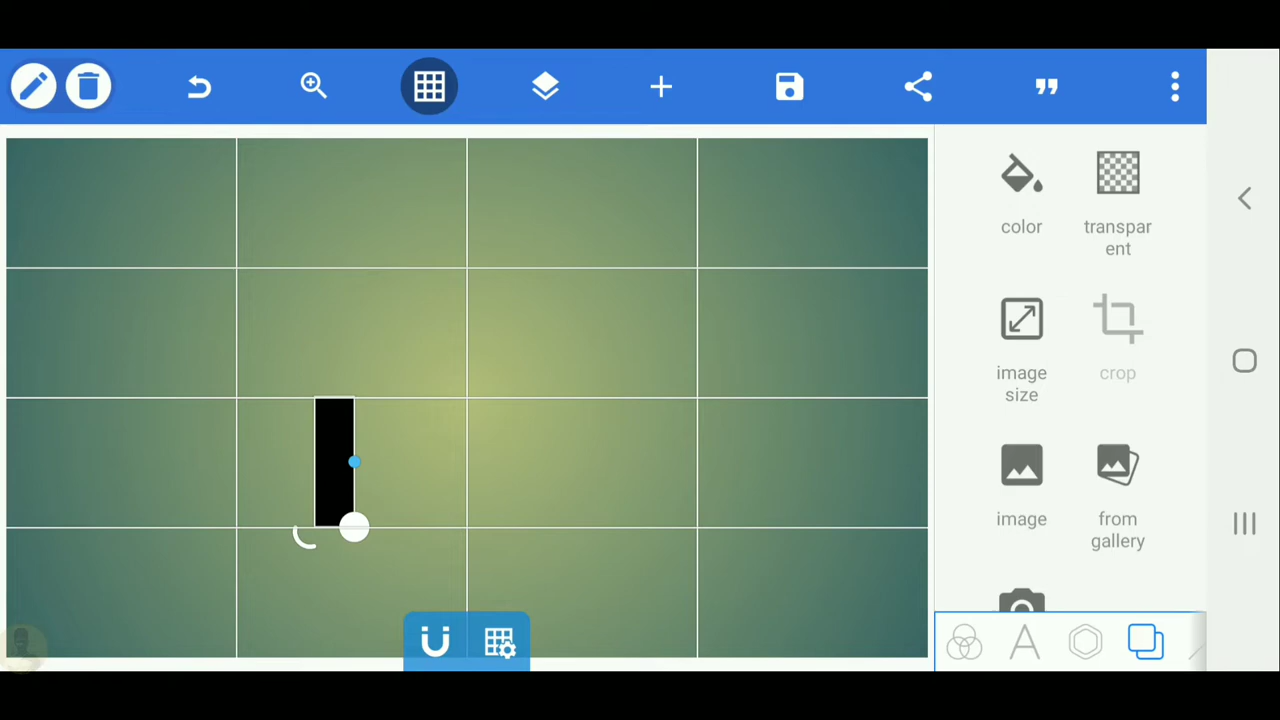 color
transpar
ent
image
size
crop
image
from
gallery